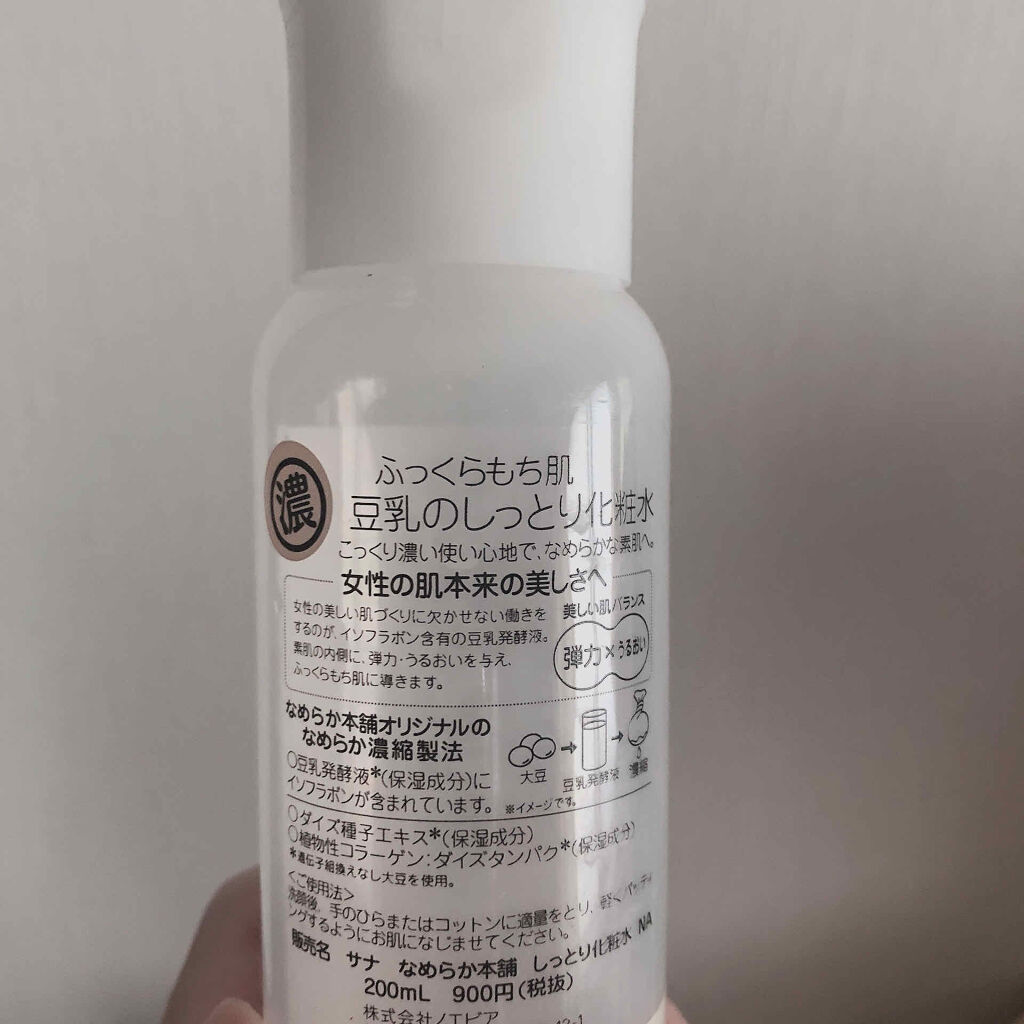 濃
ふっくらもち肌
豆乳のしっとり化粧水
こっくり濃い使い心地で、なめらかな素肌へ。
女性の肌本来の美しさへ
女性の美しい肌づくりに欠かせない働きを
するのが、イソフラボン含有の豆乳発酵液。
素肌の内側に、弾力・うるおいを与え、
ふっくらもち肌に導きます。
美しい肌バランス
弾力×うるおい
なめらか本舗オリジナルの
なめらか濃縮製法
○豆乳発酵液*(保湿成分)に
イソフラボンが含まれています。
大豆
豆乳発酵液
濃縮
※イメージです。
○ダイズ種子エキス*(保湿成分)
○植物性コラーゲン:ダイズタンパク*(保湿成分)
*遺伝子組換えなし大豆を使用。
<ご使用法>
洗顔後、手のひらまたはコットンに適量をとり、軽くパッティ
ングするようにお肌になじませてください。
販売名 サナ なめらか本舗 しっとり化粧水 NA
200mL 900円(税抜)
株式会社ノエビア